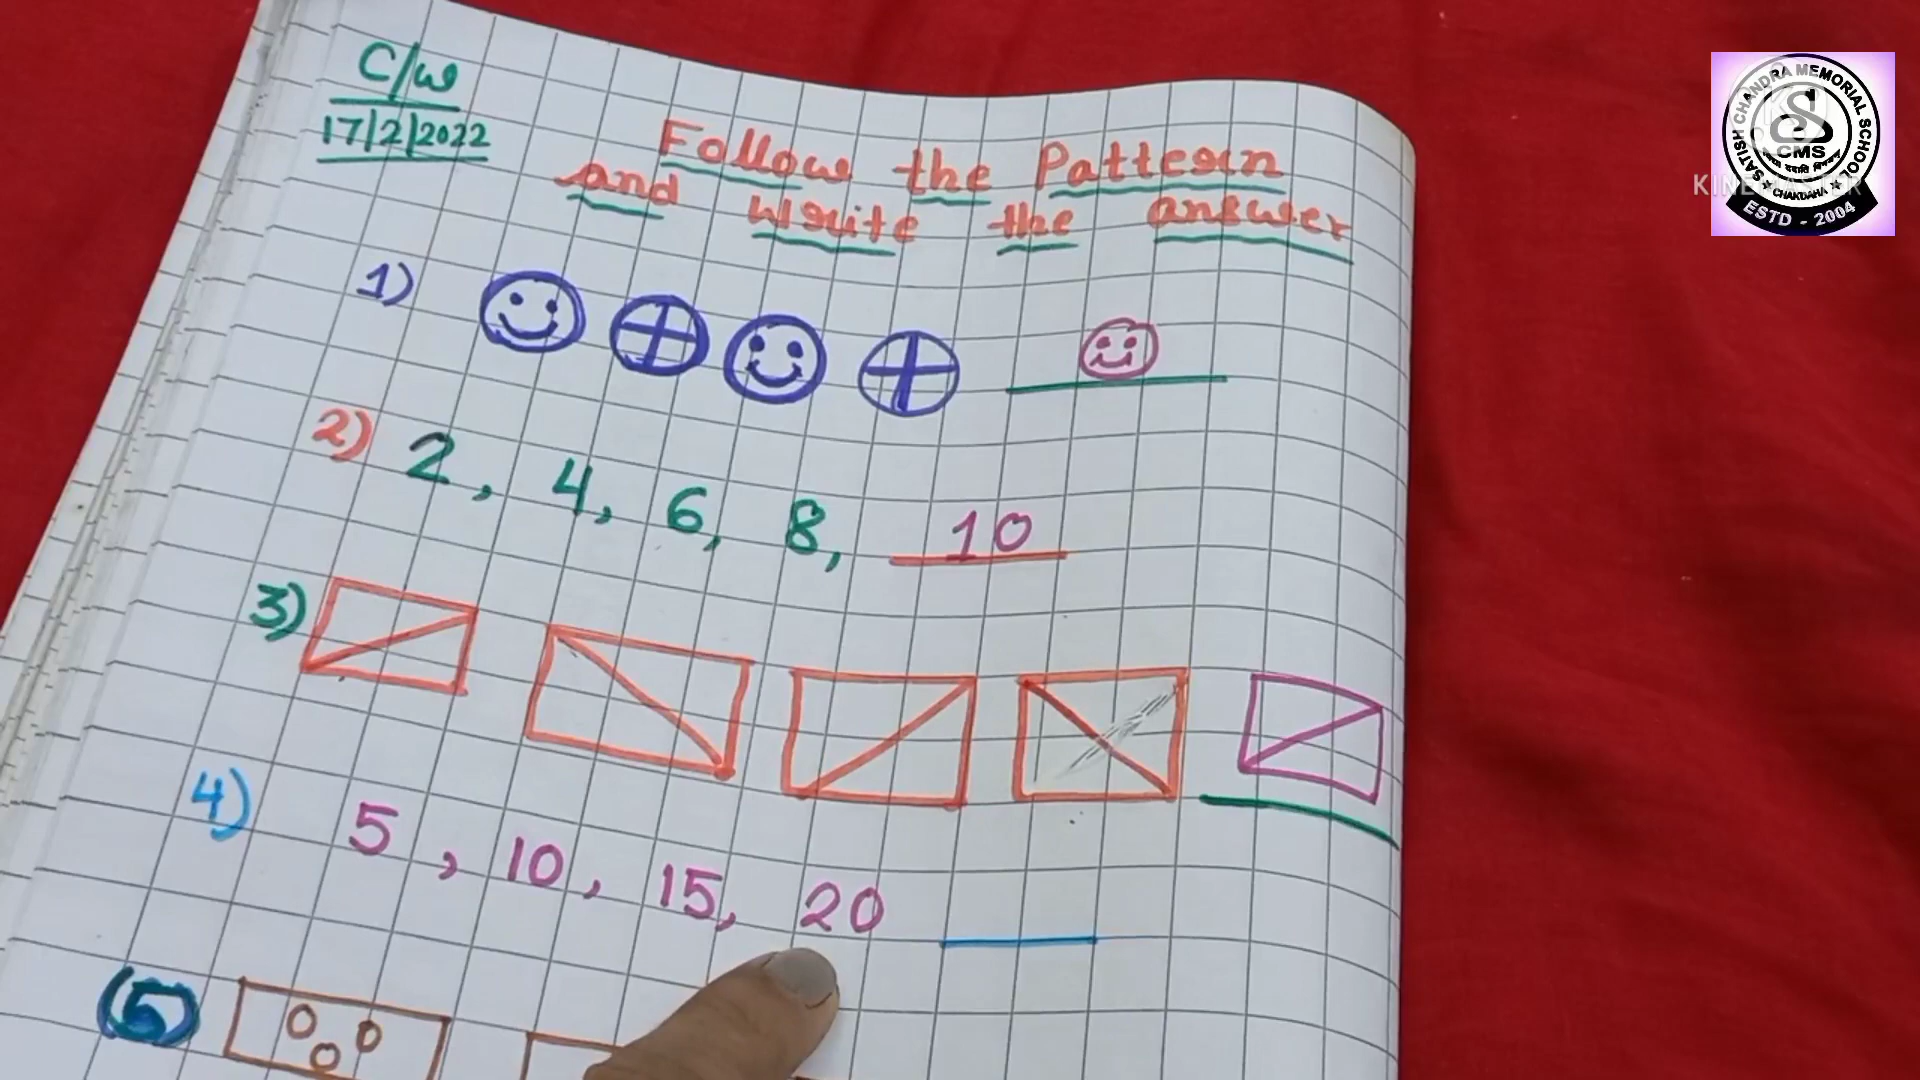 C/W
17/2/2022
Follow the Pattern
and write the answer
1)
2) 2, 4, 6, 8, 10
3)
4) 5, 10, 15, 20
(5)
SATISH CHANDRA MEMORIAL SCHOOL
CMS
CHAKDAHA
ESTD - 2004
KINEMASTER